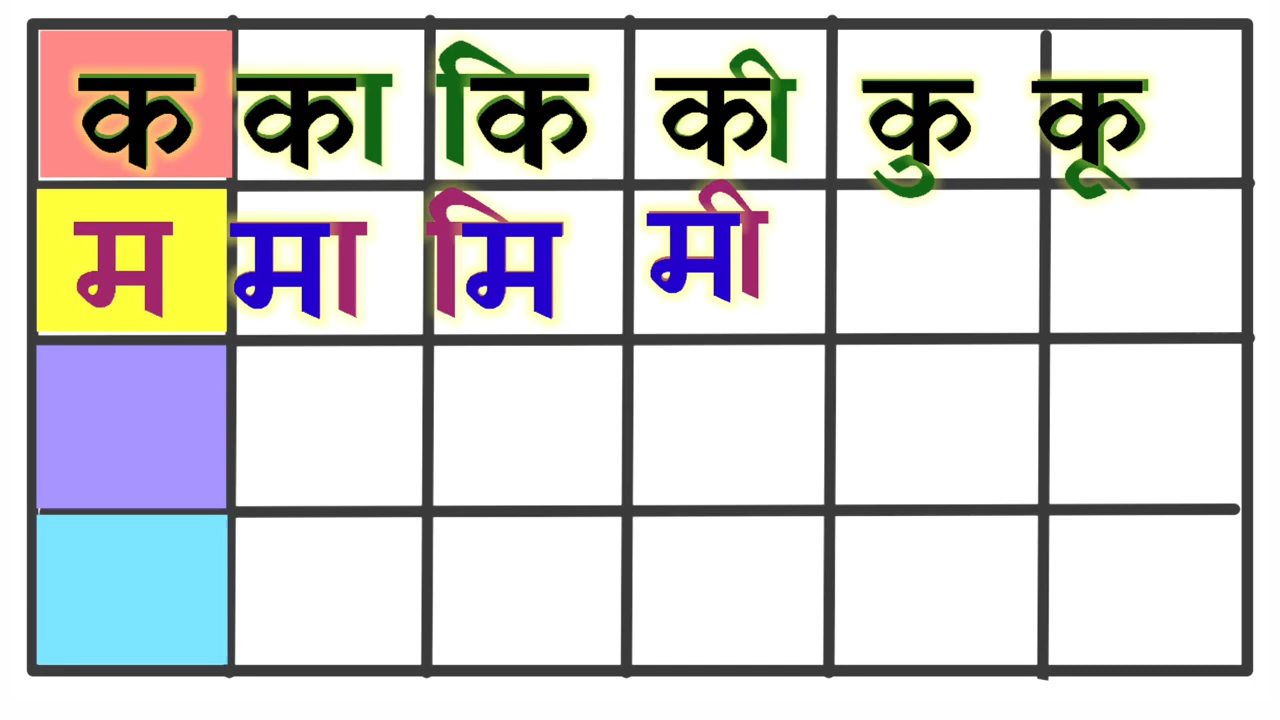 क का कि की कु कू
म मा मि मी